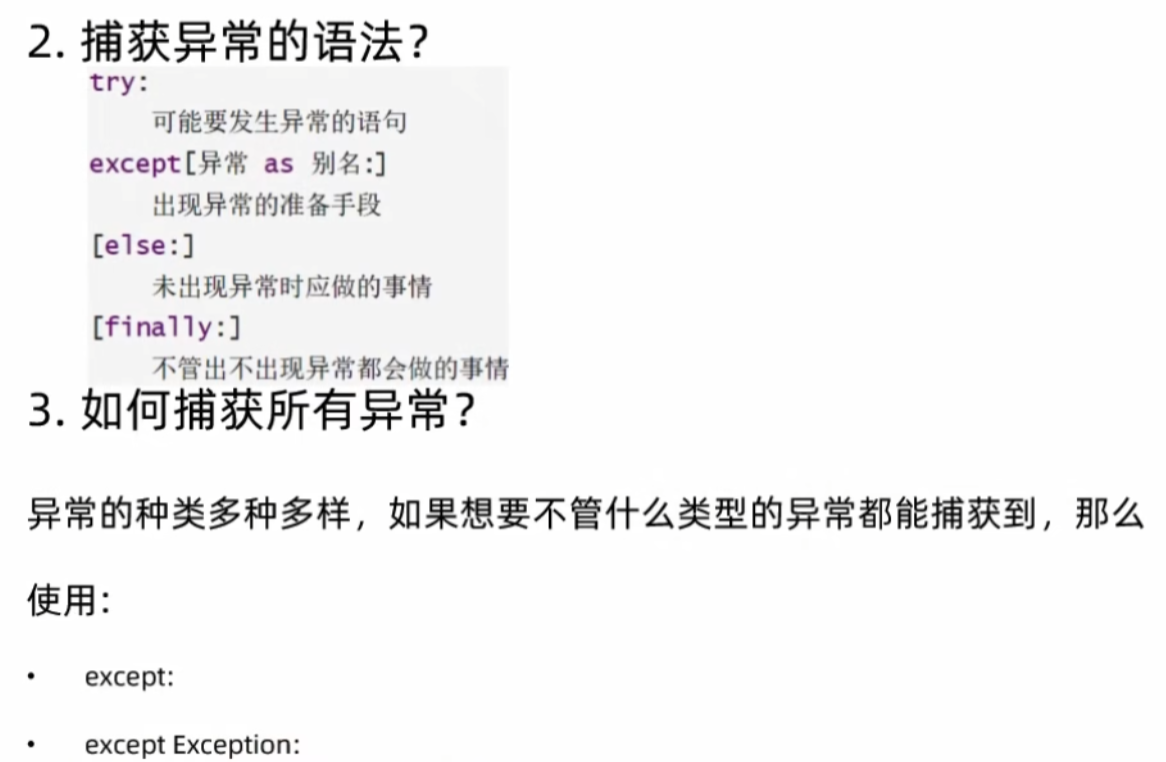 2. 捕获异常的语法？
try:
可能要发生异常的语句
except[异常 as 别名:]
出现异常的准备手段
[else:]
未出现异常时应做的事情
[finally:]
不管出不出现异常都会做的事情
3. 如何捕获所有异常？
异常的种类多种多样，如果想要不管什么类型的异常都能捕获到，那么
使用：
• except:
• except Exception: